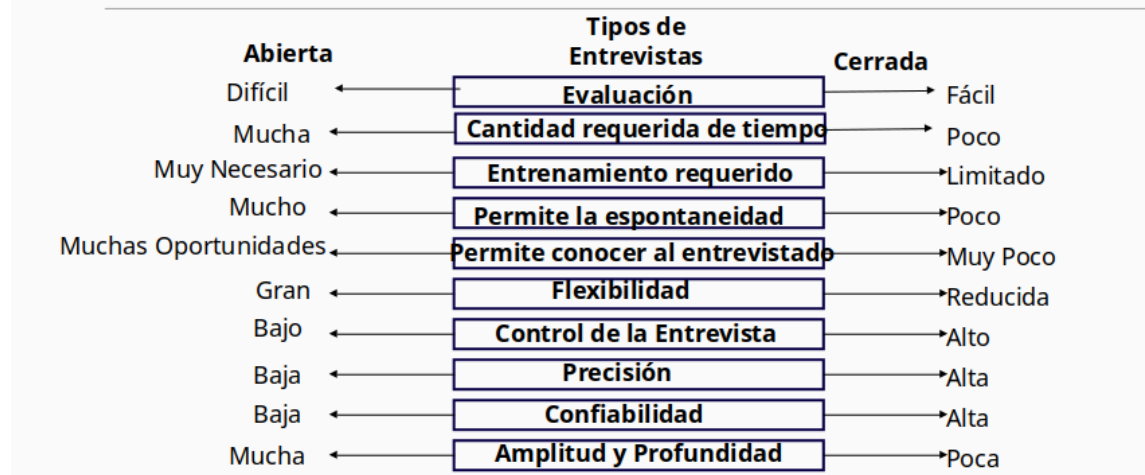 Tipos de
Entrevistas
Abierta
Cerrada
Difícil Evaluación Fácil
Mucha Cantidad requerida de tiempo Poco
Muy Necesario Entrenamiento requerido Limitado
Mucho Permite la espontaneidad Poco
Muchas Oportunidades Permite conocer al entrevistado Muy Poco
Gran Flexibilidad Reducida
Bajo Control de la Entrevista Alto
Baja Precisión Alta
Baja Confiabilidad Alta
Mucha Amplitud y Profundidad Poca